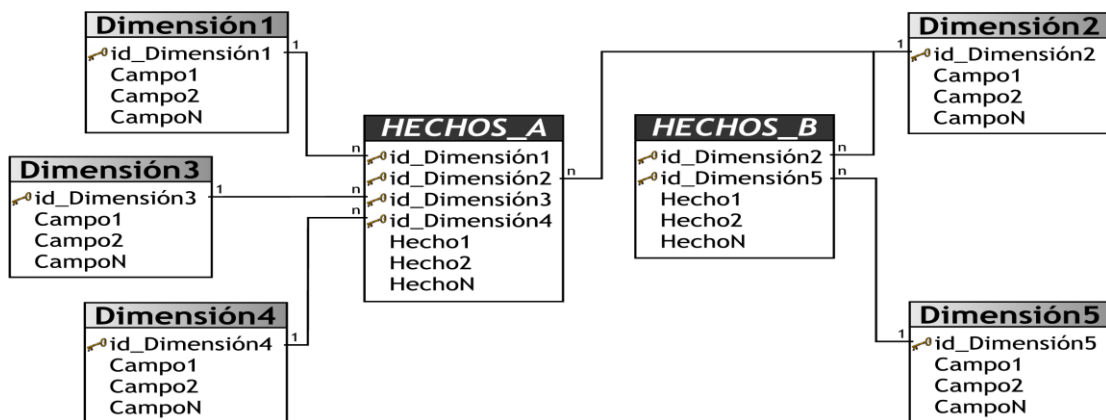 Dimensión1
1
id_Dimensión1
Campo1
Campo2
CampoN
Dimensión3
1
id_Dimensión3
Campo1
Campo2
CampoN
Dimensión4
1
id_Dimensión4
Campo1
Campo2
CampoN
HECHOS_A
n
id_Dimensión1
id_Dimensión2
n
n
id_Dimensión3
n
id_Dimensión4
Hecho1
Hecho2
HechoN
HECHOS_B
id_Dimensión2
n
id_Dimensión5
n
Hecho1
Hecho2
HechoN
Dimensión2
1
id_Dimensión2
Campo1
Campo2
CampoN
Dimensión5
1
id_Dimensión5
Campo1
Campo2
CampoN